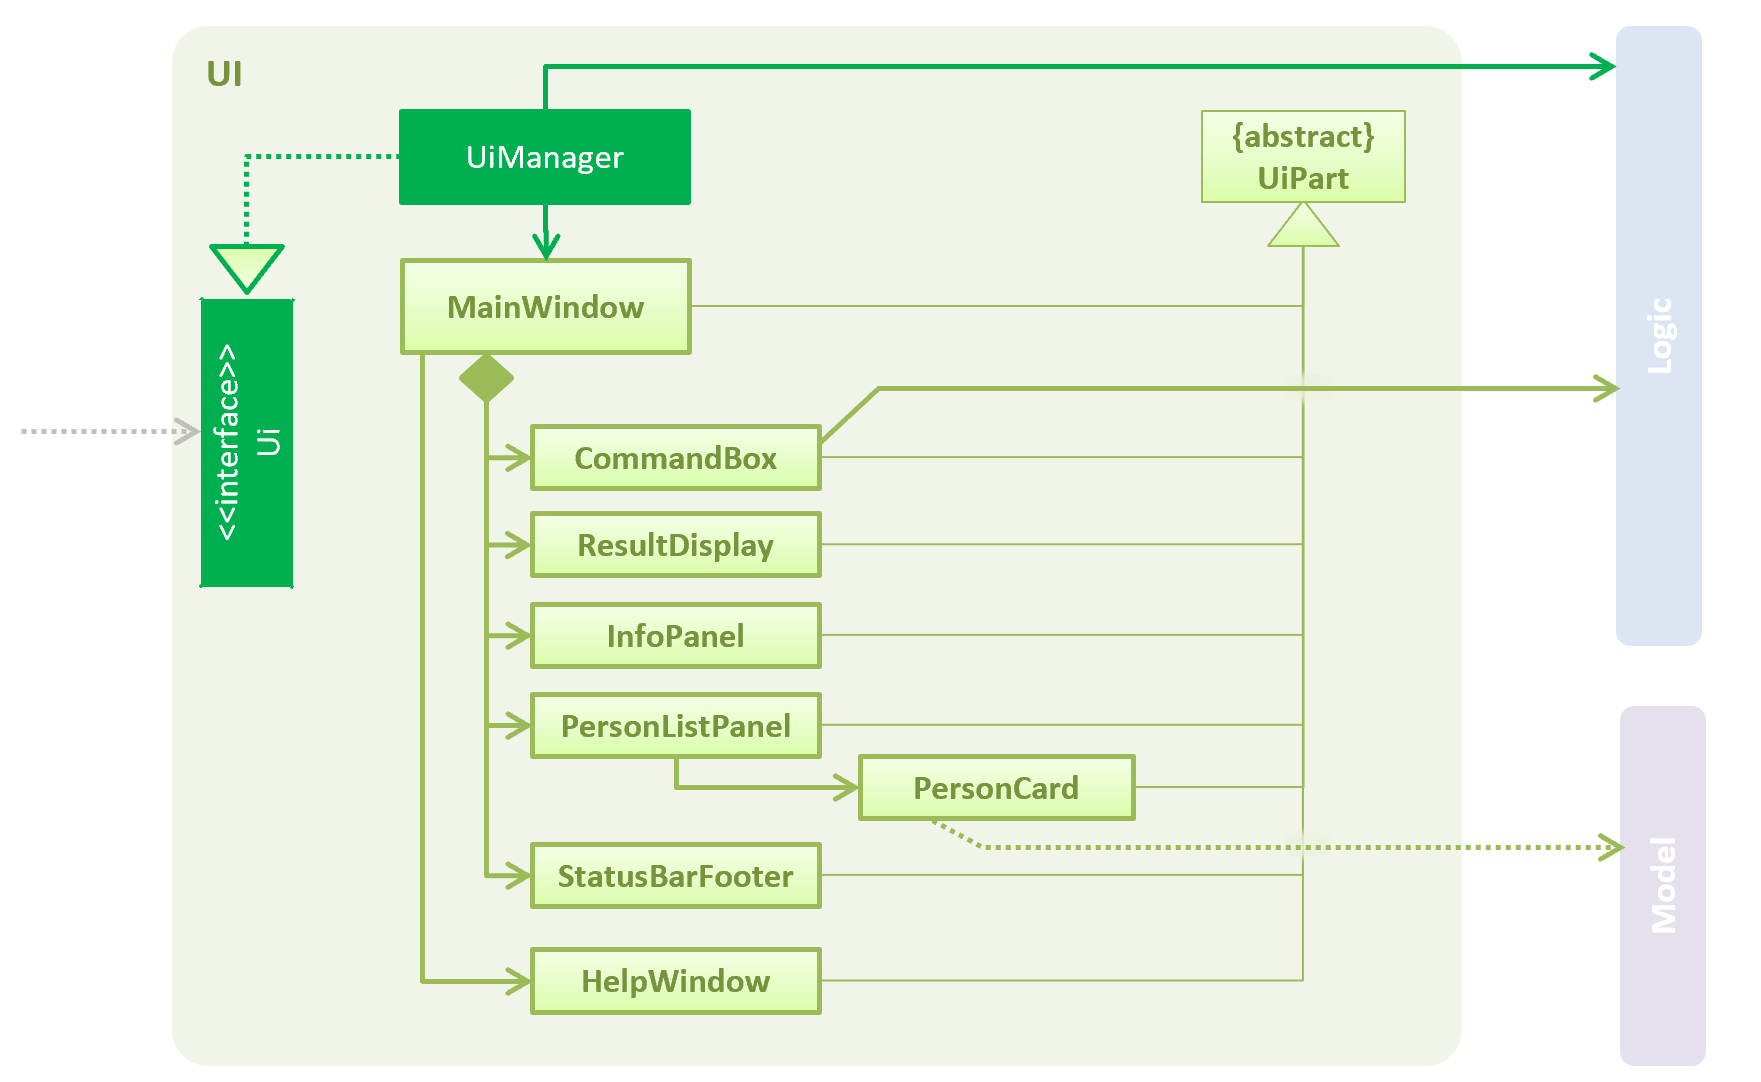 UI
UiManager
{abstract}
UiPart
MainWindow
<<interface>>
Ui
Logic
CommandBox
ResultDisplay
InfoPanel
PersonListPanel
PersonCard
StatusBarFooter
Model
HelpWindow